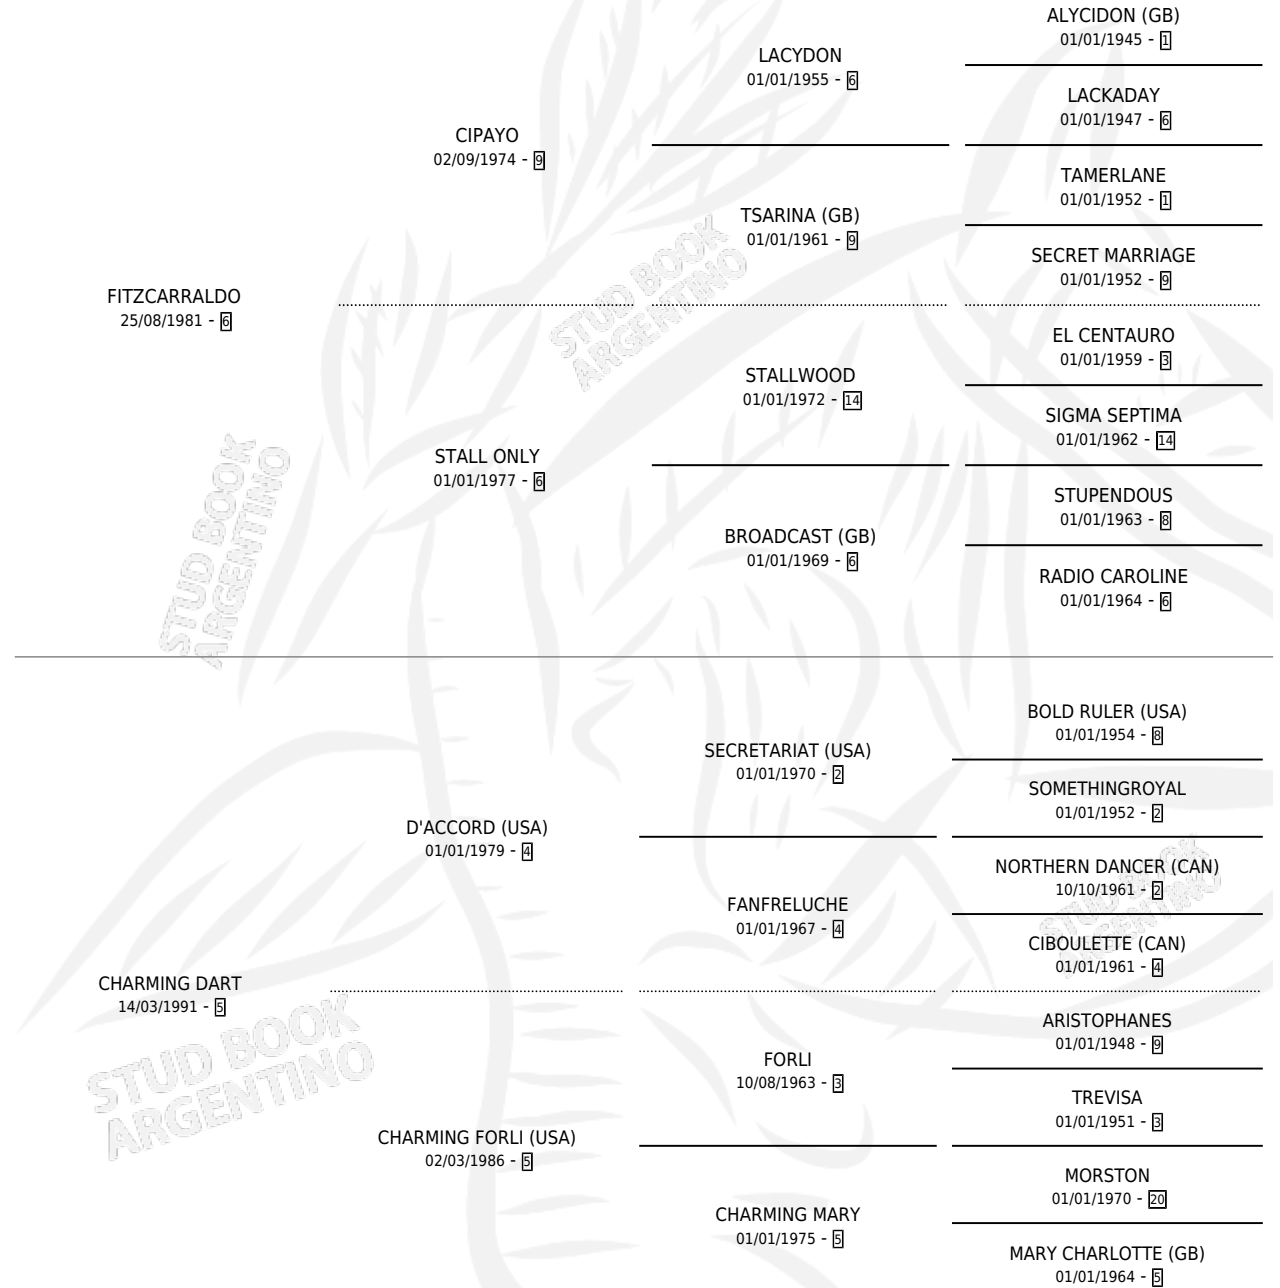 ALYCIDON (GB)
01/01/1945 - 1
LACYDON
01/01/1955 - 6
LACKADAY
01/01/1947 - 6
CIPAYO
02/09/1974 - 9
TAMERLANE
01/01/1952 - 1
TSARINA (GB)
01/01/1961 - 9
SECRET MARRIAGE
01/01/1952 - 9
FITZCARRALDO
25/08/1981 - 6
STUD BOOK
ARGENTINO
EL CENTAURO
01/01/1959 - 3
STALLWOOD
01/01/1972 - 14
SIGMA SEPTIMA
01/01/1962 - 14
STALL ONLY
01/01/1977 - 6
STUPENDOUS
01/01/1963 - 8
BROADCAST (GB)
01/01/1969 - 6
RADIO CAROLINE
01/01/1964 - 6
STUD BOOK
ARGENTINO
BOLD RULER (USA)
01/01/1954 - 8
SECRETARIAT (USA)
01/01/1970 - 2
SOMETHINGROYAL
01/01/1952 - 2
D'ACCORD (USA)
01/01/1979 - 4
NORTHERN DANCER (CAN)
10/10/1961 - 2
FANFRELUCHE
01/01/1967 - 4
CIBOULETTE (CAN)
01/01/1961 - 4
STUD BOOK
ARGENTINO
CHARMING DART
14/03/1991 - 5
ARISTOPHANES
01/01/1948 - 9
FORLI
10/08/1963 - 3
TREVISA
01/01/1951 - 3
STUD BOOK
ARGENTINO
CHARMING FORLI (USA)
02/03/1986 - 5
MORSTON
01/01/1970 - 20
CHARMING MARY
01/01/1975 - 5
MARY CHARLOTTE (GB)
01/01/1964 - 5